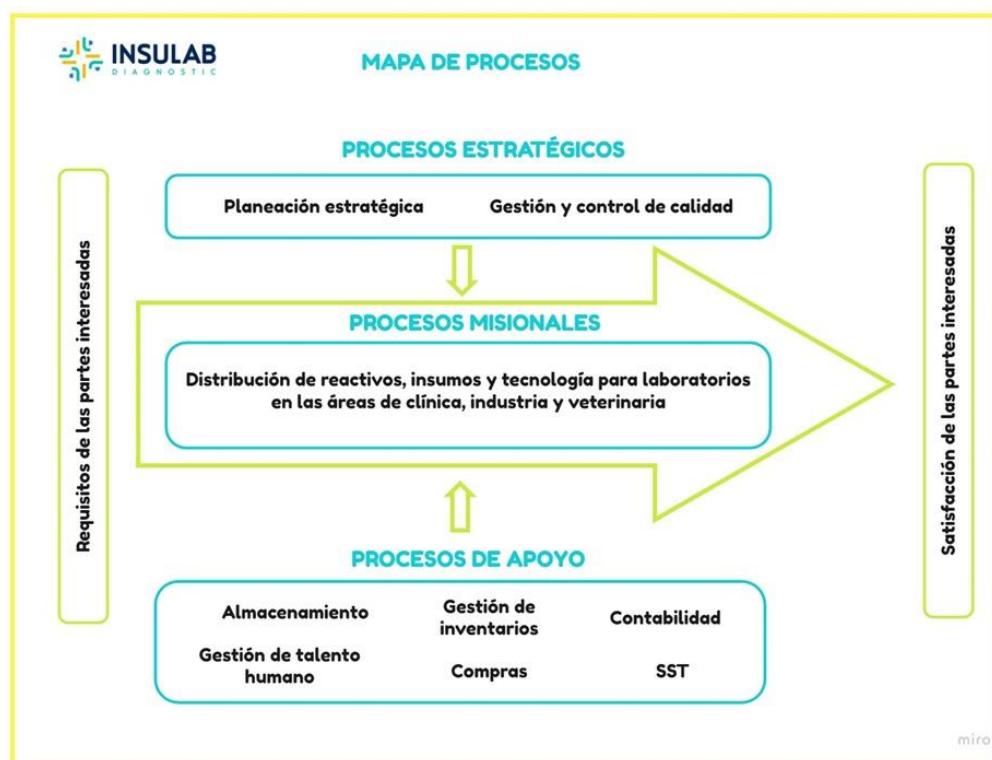 INSULAB
DIAGNOSTIC
MAPA DE PROCESOS
PROCESOS ESTRATÉGICOS
Planeación estratégica
Gestión y control de calidad
Requisitos de las partes interesadas
PROCESOS MISIONALES
Distribución de reactivos, insumos y tecnología para laboratorios
en las áreas de clínica, industria y veterinaria
Satisfacción de las partes interesadas
PROCESOS DE APOYO
Almacenamiento
Gestión de
inventarios
Contabilidad
Gestión de talento
humano
Compras
SST
miro